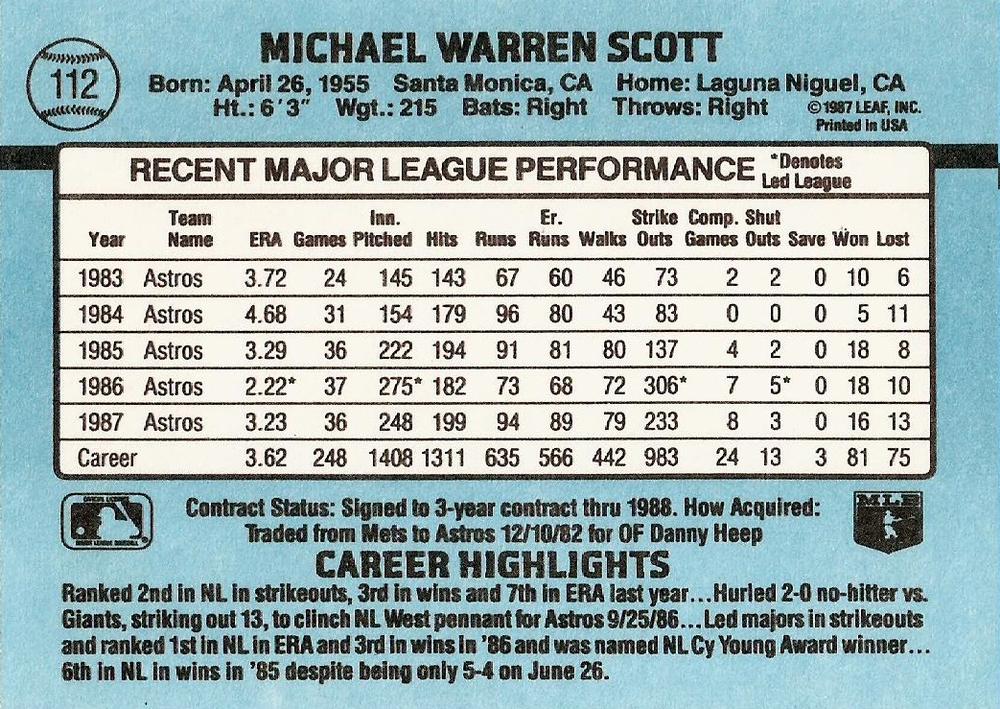 112
MICHAEL WARREN SCOTT
Born: April 26, 1955 Santa Monica, CA Home: Laguna Niguel, CA
Ht.: 6'3" Wgt.: 215 Bats: Right Throws: Right
©1987 LEAF, INC.
Printed in USA
RECENT MAJOR LEAGUE PERFORMANCE *Denotes Led League
Year Team Name ERA Games Inn. Pitched Hits Runs Er. Runs Walks Strike Outs Comp. Games Shut Outs Save Won Lost
1983 Astros 3.72 24 145 143 67 60 46 73 2 2 0 10 6
1984 Astros 4.68 31 154 179 96 80 43 83 0 0 0 5 11
1985 Astros 3.29 36 222 194 91 81 80 137 4 2 0 18 8
1986 Astros 2.22* 37 275* 182 73 68 72 306* 7 5* 0 18 10
1987 Astros 3.23 36 248 199 94 89 79 233 8 3 0 16 13
Career 3.62 248 1408 1311 635 566 442 983 24 13 3 81 75
Contract Status: Signed to 3-year contract thru 1988. How Acquired:
Traded from Mets to Astros 12/10/82 for OF Danny Heep
MLB
CAREER HIGHLIGHTS
Ranked 2nd in NL in strikeouts, 3rd in wins and 7th in ERA last year...Hurled 2-0 no-hitter vs.
Giants, striking out 13, to clinch NL West pennant for Astros 9/25/86...Led majors in strikeouts
and ranked 1st in NL in ERA and 3rd in wins in '86 and was named NL Cy Young Award winner...
6th in NL in wins in '85 despite being only 5-4 on June 26.